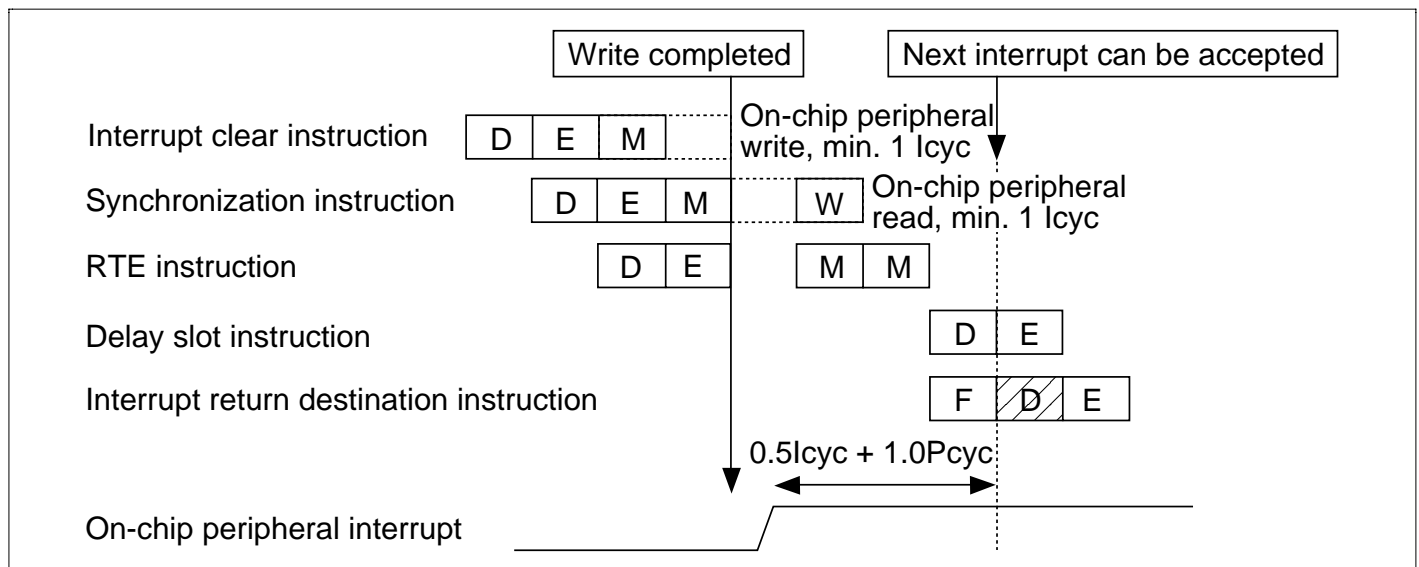 Write completed
Next interrupt can be accepted
Interrupt clear instruction
D E M
On-chip peripheral
write, min. 1 Icyc
Synchronization instruction
D E M W
On-chip peripheral
read, min. 1 Icyc
RTE instruction
D E M M
Delay slot instruction
D E
Interrupt return destination instruction
F D E
0.5Icyc + 1.0Pcyc
On-chip peripheral interrupt